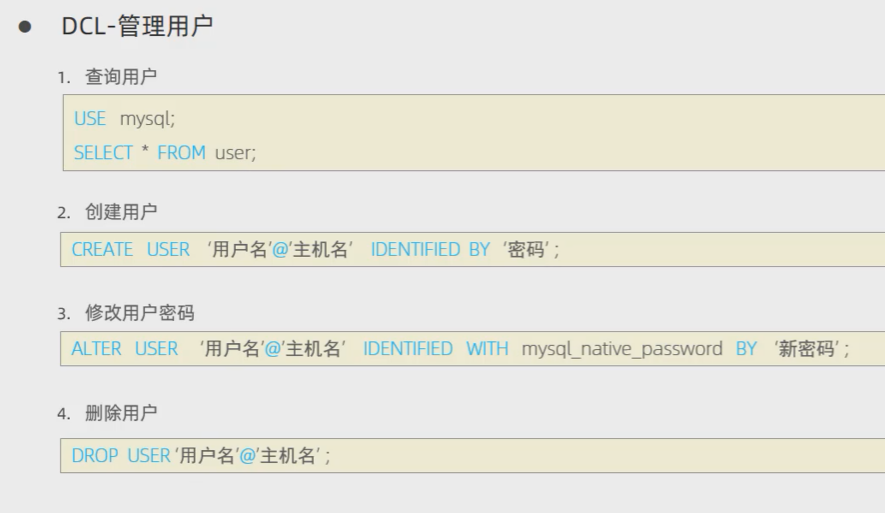 ● DCL-管理用户
1. 查询用户
USE mysql;
SELECT * FROM user;
2. 创建用户
CREATE USER ‘用户名’@’主机名’ IDENTIFIED BY ‘密码’ ;
3. 修改用户密码
ALTER USER ‘用户名’@’主机名’ IDENTIFIED WITH mysql_native_password BY ‘新密码’ ;
4. 删除用户
DROP USER ‘用户名’@’主机名’ ;